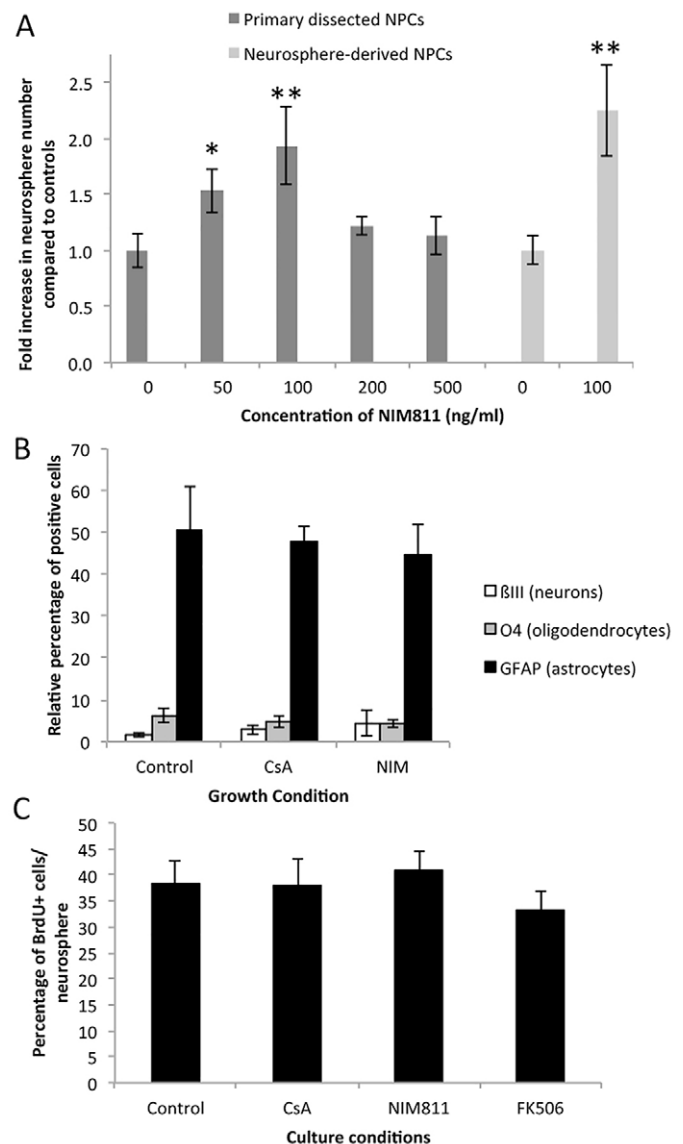 A
Primary dissected NPCs
Neurosphere-derived NPCs
Fold increase in neurosphere number
compared to controls
2.5
2.0
1.5
1.0
0.5
0.0
*
**
**
0 50 100 200 500 0 100
Concentration of NIM811 (ng/ml)
B
Relative percentage of positive cells
70
60
50
40
30
20
10
0
Control CsA NIM
Growth Condition
ßIII (neurons)
O4 (oligodendrocytes)
GFAP (astrocytes)
C
Percentage of BrdU+ cells/
neurosphere
50
45
40
35
30
25
20
15
10
5
0
Control CsA NIM811 FK506
Culture conditions